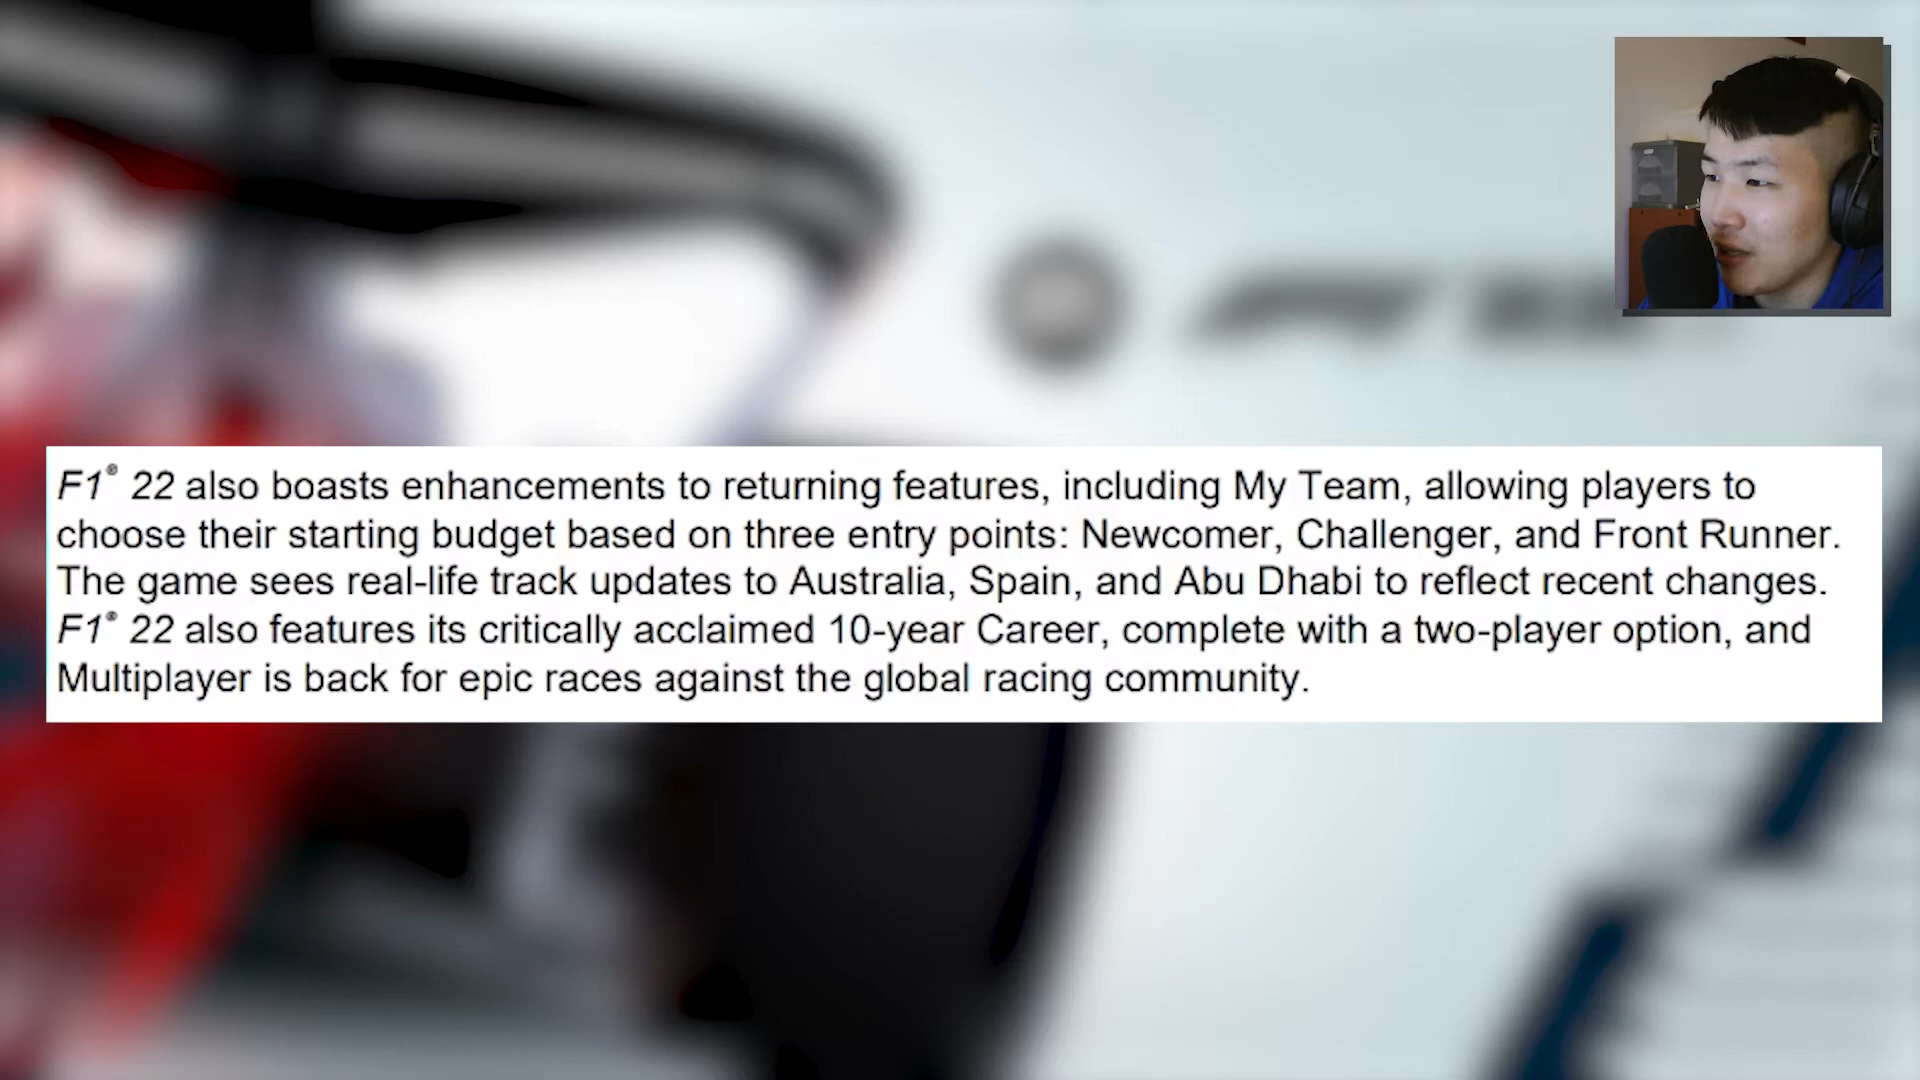 F1® 22 also boasts enhancements to returning features, including My Team, allowing players to
choose their starting budget based on three entry points: Newcomer, Challenger, and Front Runner.
The game sees real-life track updates to Australia, Spain, and Abu Dhabi to reflect recent changes.
F1® 22 also features its critically acclaimed 10-year Career, complete with a two-player option, and
Multiplayer is back for epic races against the global racing community.